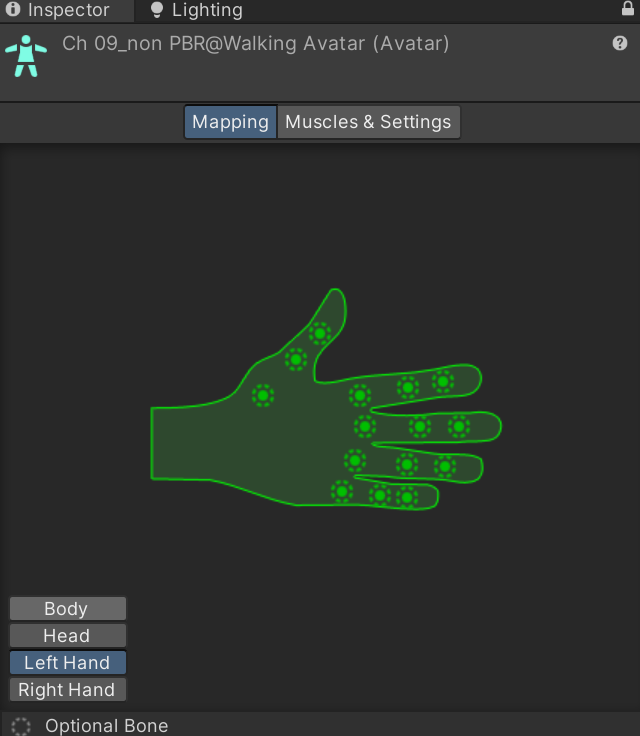 Inspector Lighting
Ch 09_non PBR@Walking Avatar (Avatar)
Mapping Muscles & Settings
Body
Head
Left Hand
Right Hand
Optional Bone